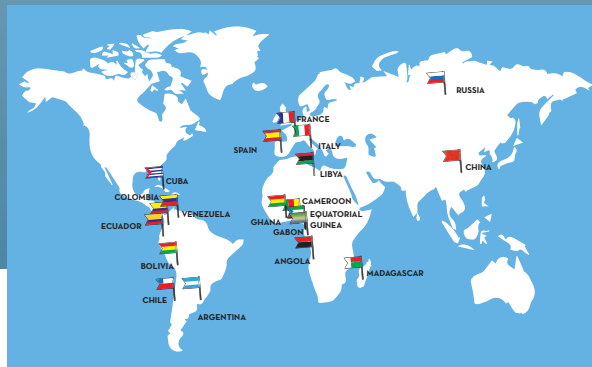 RUSSIA
FRANCE
ITALY
SPAIN
CHINA
LIBYA
CUBA
COLOMBIA
CAMEROON
VENEZUELA
EQUATORIAL
GUINEA
GHANA
ECUADOR
GABON
ANGOLA
BOLIVIA
MADAGASCAR
CHILE
ARGENTINA